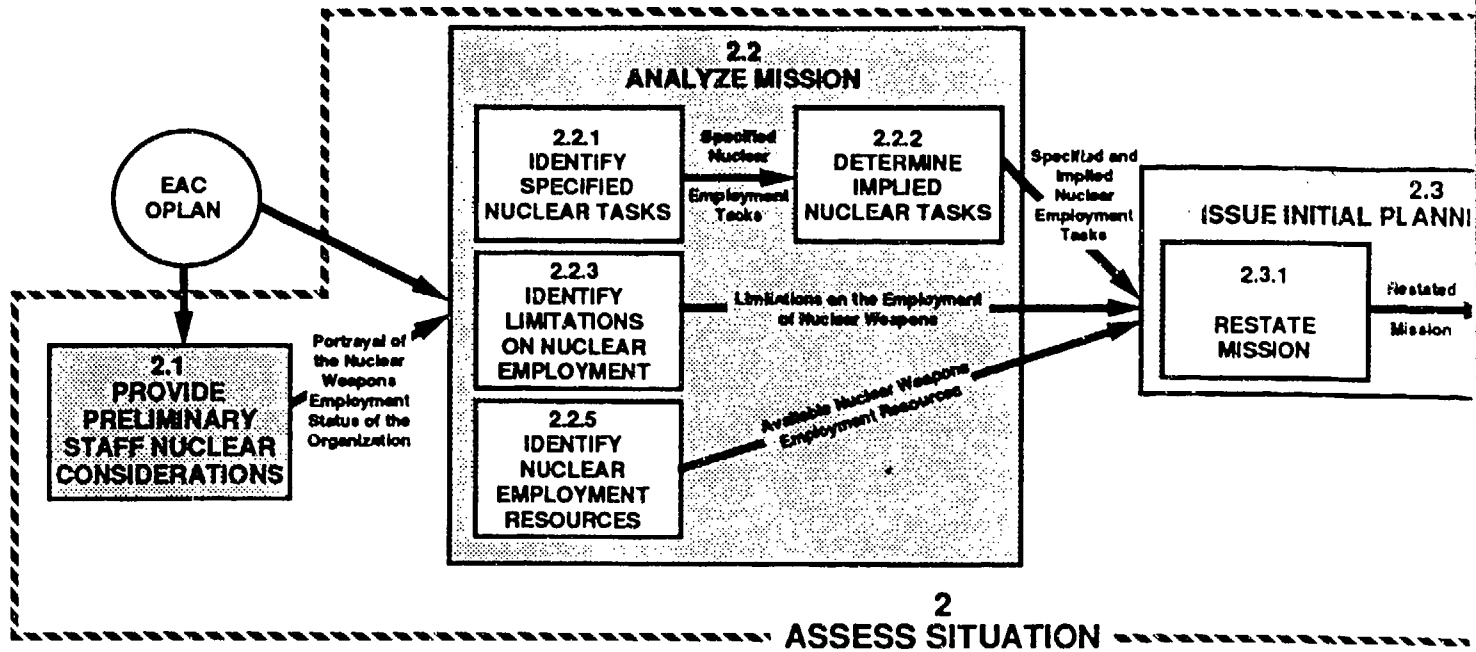 EAC
OPLAN
2.1
PROVIDE
PRELIMINARY
STAFF NUCLEAR
CONSIDERATIONS
Portrayal of
the Nuclear
Weapons
Employment
Status of the
Organization
2.2
ANALYZE MISSION
2.2.1
IDENTIFY
SPECIFIED
NUCLEAR TASKS
Specified
Nuclear
Employment
Tasks
2.2.2
DETERMINE
IMPLIED
NUCLEAR TASKS
2.2.3
IDENTIFY
LIMITATIONS
ON NUCLEAR
EMPLOYMENT
2.2.5
IDENTIFY
NUCLEAR
EMPLOYMENT
RESOURCES
Specified and
Implied
Nuclear
Employment
Tasks
Limitations on the Employment
of Nuclear Weapons
Available Nuclear Weapons
Employment Resources
2.3
ISSUE INITIAL PLANNI
2.3.1
RESTATE
MISSION
Restated
Mission
2
ASSESS SITUATION